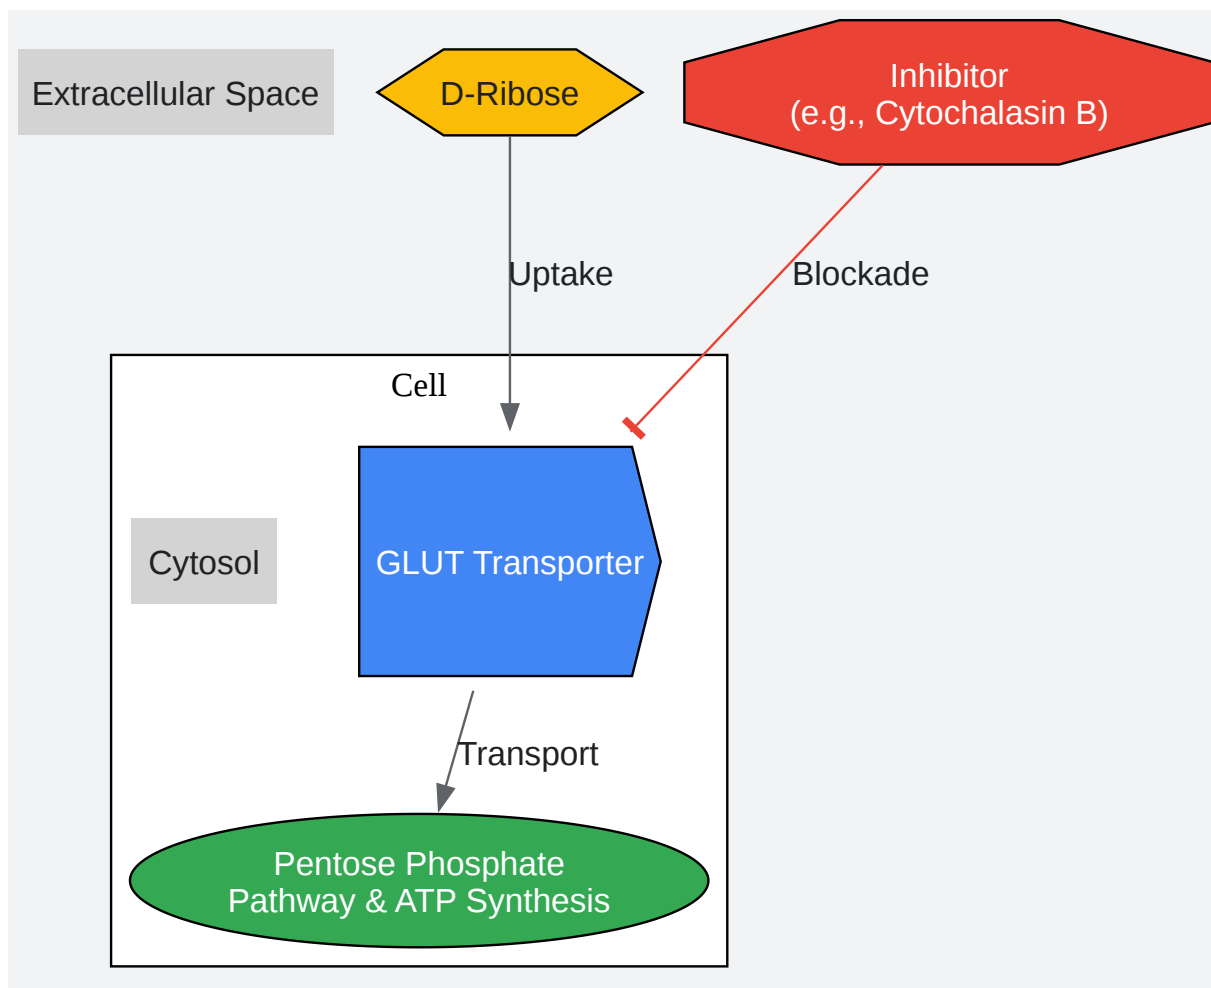 Extracellular Space
D-Ribose
Inhibitor
(e.g., Cytochalasin B)
Uptake
Blockade
Cell
Cytosol
GLUT Transporter
Transport
Pentose Phosphate
Pathway & ATP Synthesis